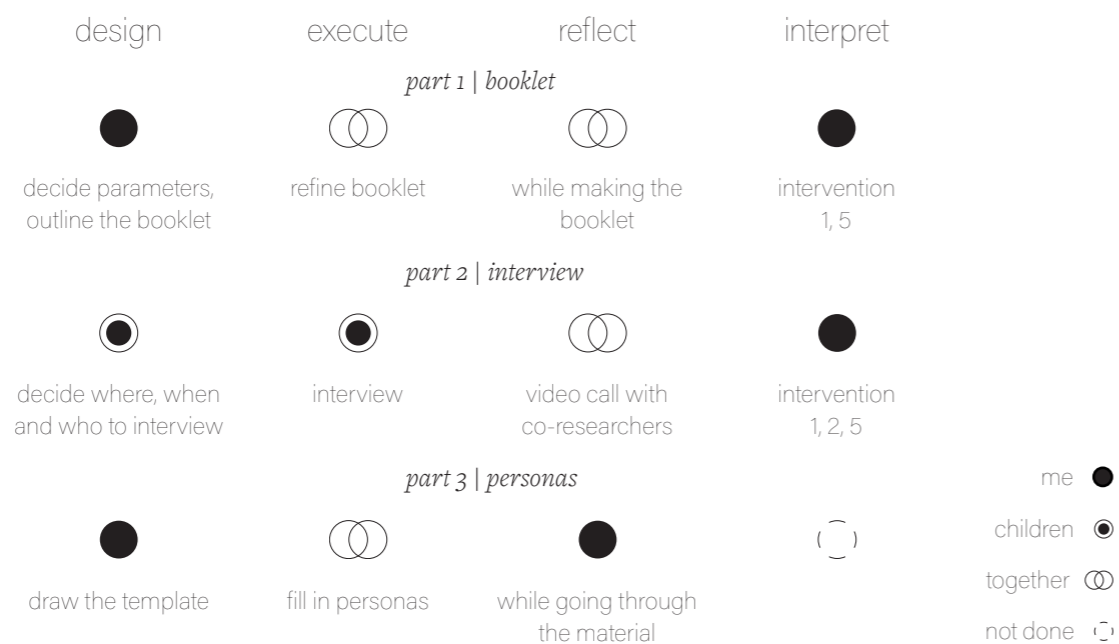 design execute reflect interpret
part 1 | booklet
decide parameters, refine booklet while making the intervention
outline the booklet booklet 1, 5
part 2 | interview
decide where, when interview video call with intervention
and who to interview co-researchers 1, 2, 5
part 3 | personas
me
children
together
draw the template fill in personas while going through
the material
not done